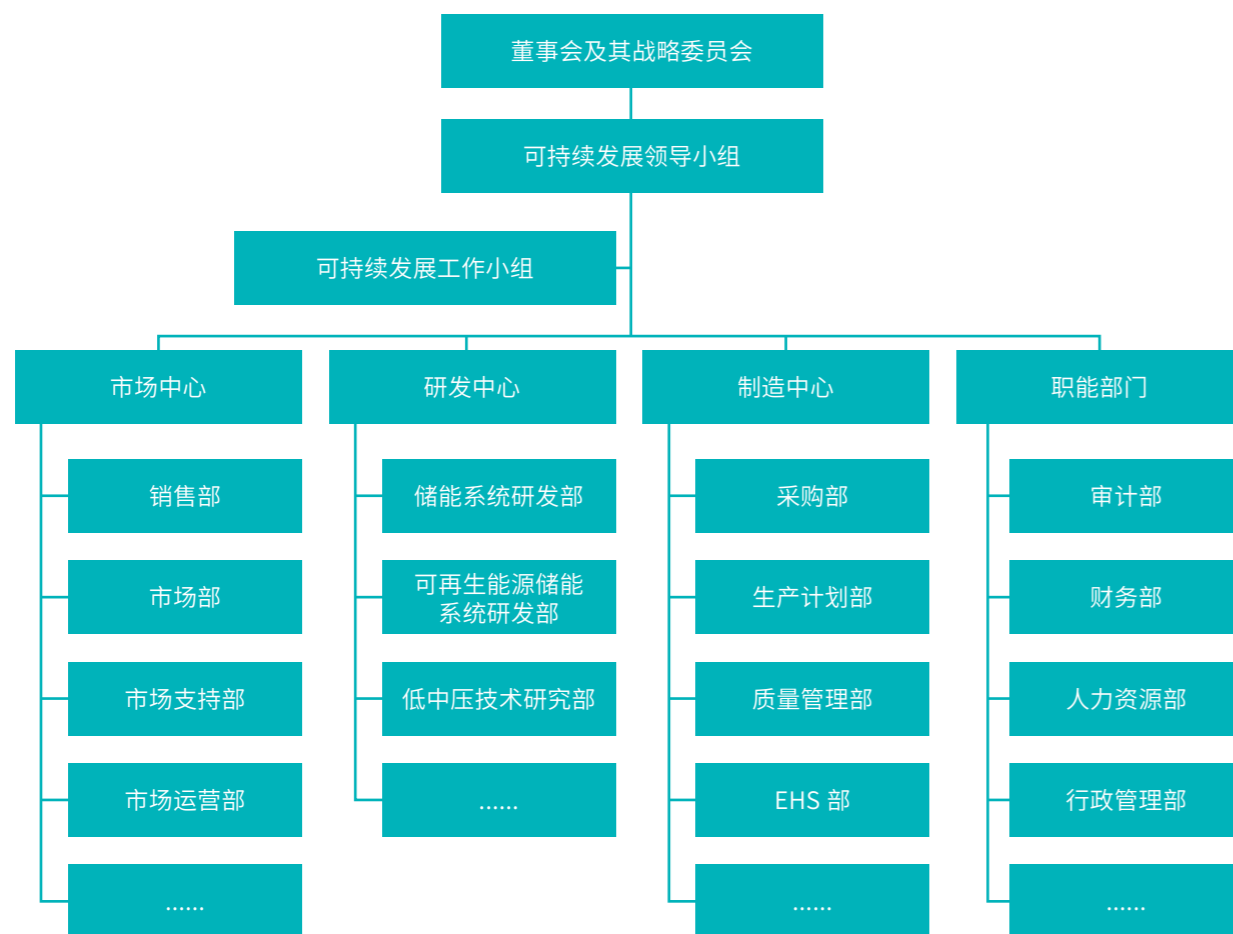 董事会及其战略委员会
可持续发展领导小组
可持续发展工作小组
市场中心
研发中心
制造中心
职能部门
销售部
储能系统研发部
采购部
审计部
市场部
可再生能源储能
系统研发部
生产计划部
财务部
市场支持部
低中压技术研究部
质量管理部
人力资源部
市场运营部
......
EHS 部
行政管理部
......
......
......